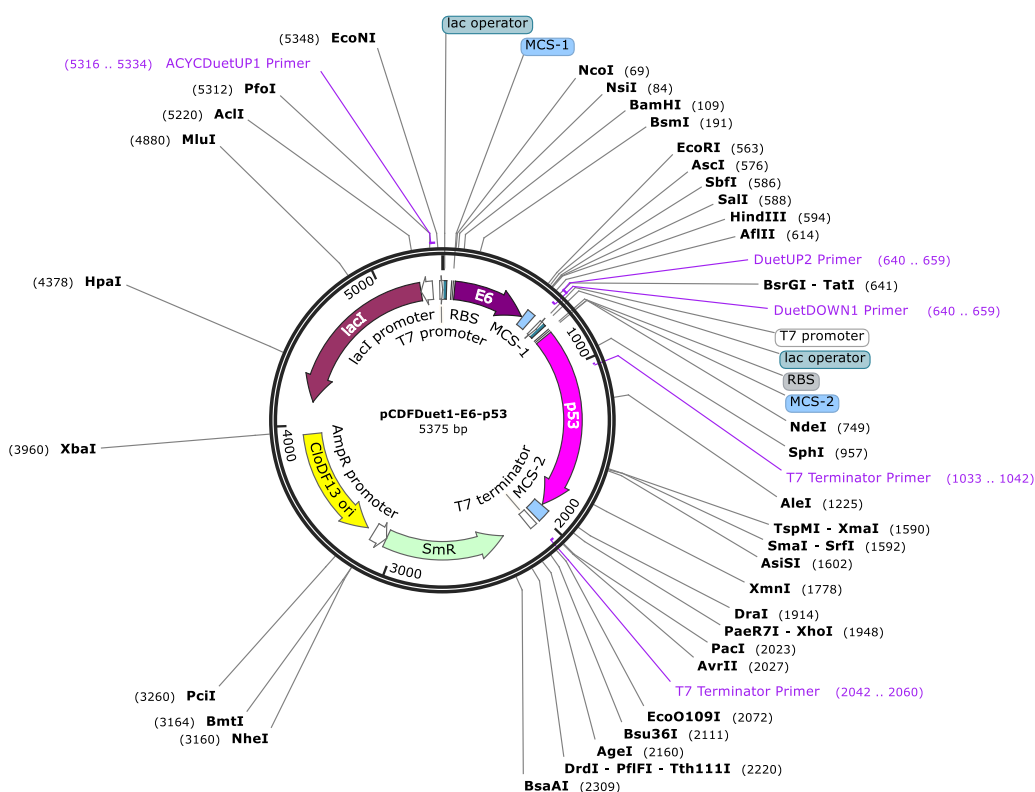 lac operator
MCS-1
(5348) EcoNI
(5316 .. 5334) ACYCDuetUP1 Primer
(5312) PfoI
(5220) AclI
(4880) MluI
(4378) HpaI
(3960) XbaI
(3260) PciI
(3164) BmtI
(3160) NheI
NcoI (69)
NsiI (84)
BamHI (109)
BsmI (191)
EcoRI (563)
AscI (576)
SbfI (586)
SalI (588)
HindIII (594)
AflII (614)
DuetUP2 Primer (640 .. 659)
BsrGI - TatI (641)
DuetDOWN1 Primer (640 .. 659)
T7 promoter
lac operator
RBS
MCS-2
NdeI (749)
SphI (957)
T7 Terminator Primer (1033 .. 1042)
AleI (1225)
TspMI - XmaI (1590)
SmaI - SrfI (1592)
AsiSI (1602)
XmnI (1778)
DraI (1914)
PaeR7I - XhoI (1948)
PacI (2023)
AvrII (2027)
T7 Terminator Primer (2042 .. 2060)
EcoO109I (2072)
Bsu36I (2111)
AgeI (2160)
DrdI - PflFI - Tth111I (2220)
BsaAI (2309)
1000
2000
3000
4000
5000
lacI
lacI promoter
T7 promoter
RBS
E6
MCS-1
p53
MCS-2
T7 terminator
SmR
AmpR promoter
CloDF13 ori
pCDFDuet1-E6-p53
5375 bp